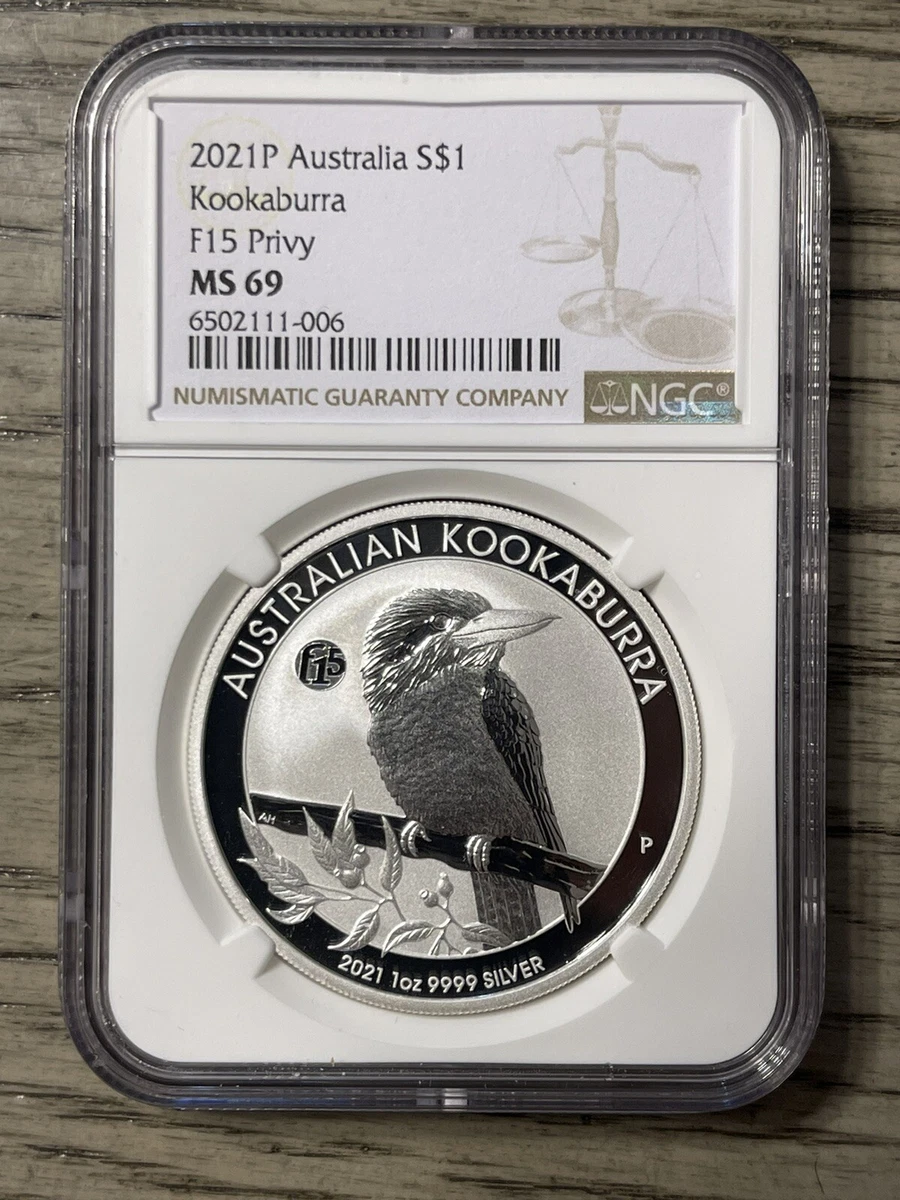 2021P Australia S$1
Kookaburra
F15 Privy
MS 69
6502111-006
NUMISMATIC GUARANTY COMPANY
NGC®
AUSTRALIAN KOOKABURRA
f15
AH
P
2021 1oz 9999 SILVER